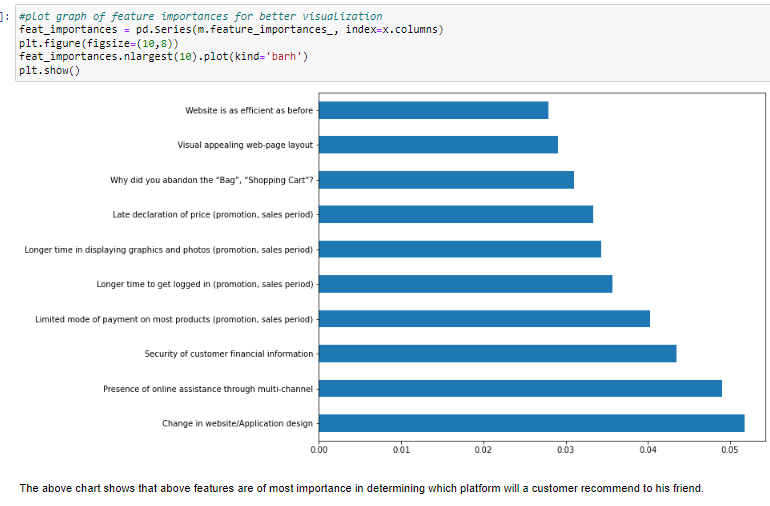 ]: #plot graph of feature importances for better visualization
feat_importances = pd.Series(m.feature_importances_, index=x.columns)
plt.figure(figsize=(10,8))
feat_importances.nlargest(10).plot(kind='barh')
plt.show()
Website is as efficient as before
Visual appealing web-page layout
Why did you abandon the “Bag”, “Shopping Cart”?
Late declaration of price (promotion, sales period)
Longer time in displaying graphics and photos (promotion, sales period)
Longer time to get logged in (promotion, sales period)
Limited mode of payment on most products (promotion, sales period)
Security of customer financial information
Presence of online assistance through multi-channel
Change in website/Application design
0.00 0.01 0.02 0.03 0.04 0.05
The above chart shows that above features are of most importance in determining which platform will a customer recommend to his friend.